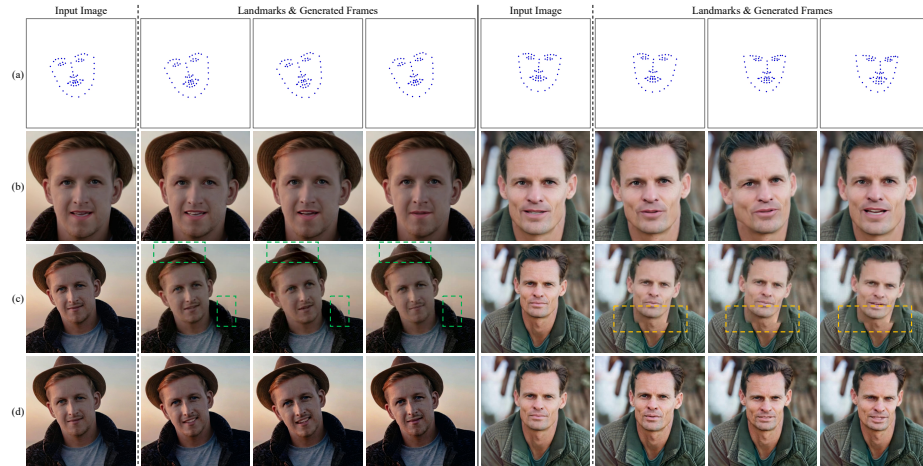 Input Image Landmarks & Generated Frames Input Image Landmarks & Generated Frames
(a)
(b)
(c)
(d)